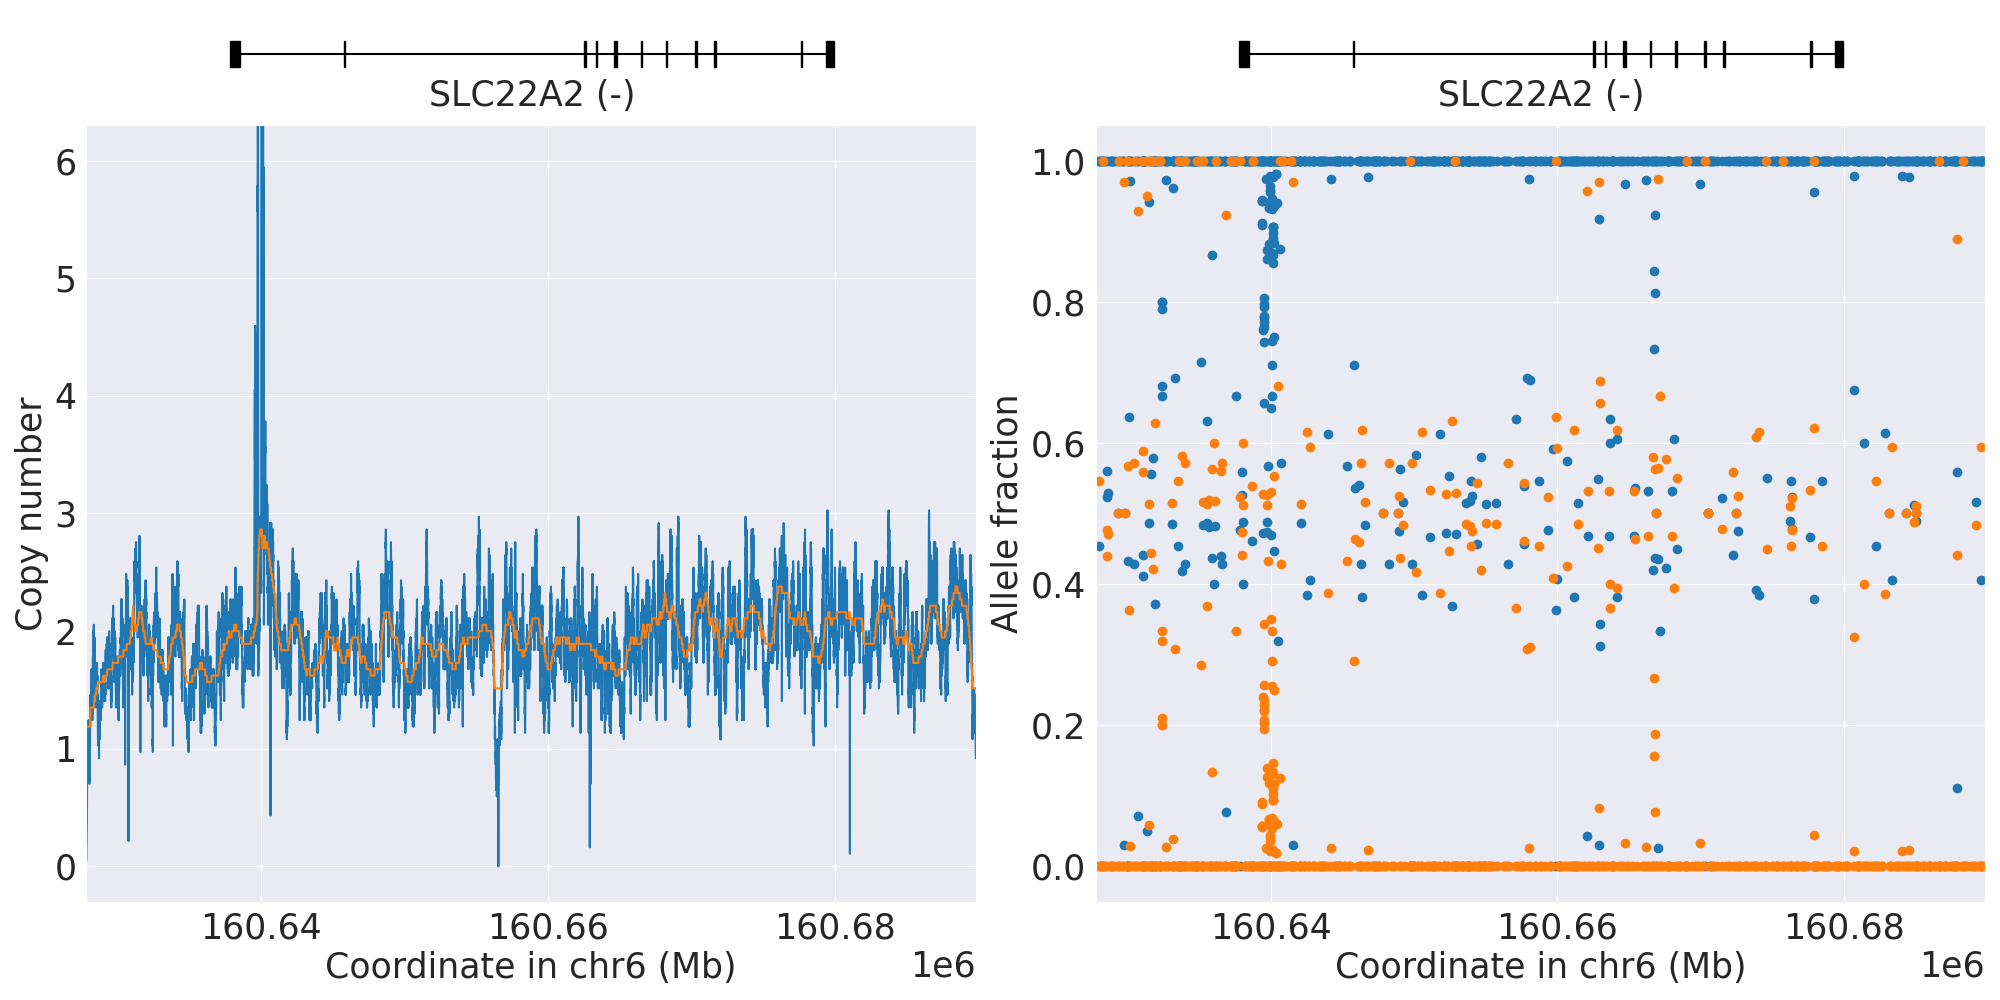 SLC22A2 (-)
6
5
4
3
2
1
0
Copy number
160.64
160.66
160.68
Coordinate in chr6 (Mb)
1e6
SLC22A2 (-)
1.0
0.8
0.6
0.4
0.2
0.0
Allele fraction
160.64
160.66
160.68
Coordinate in chr6 (Mb)
1e6